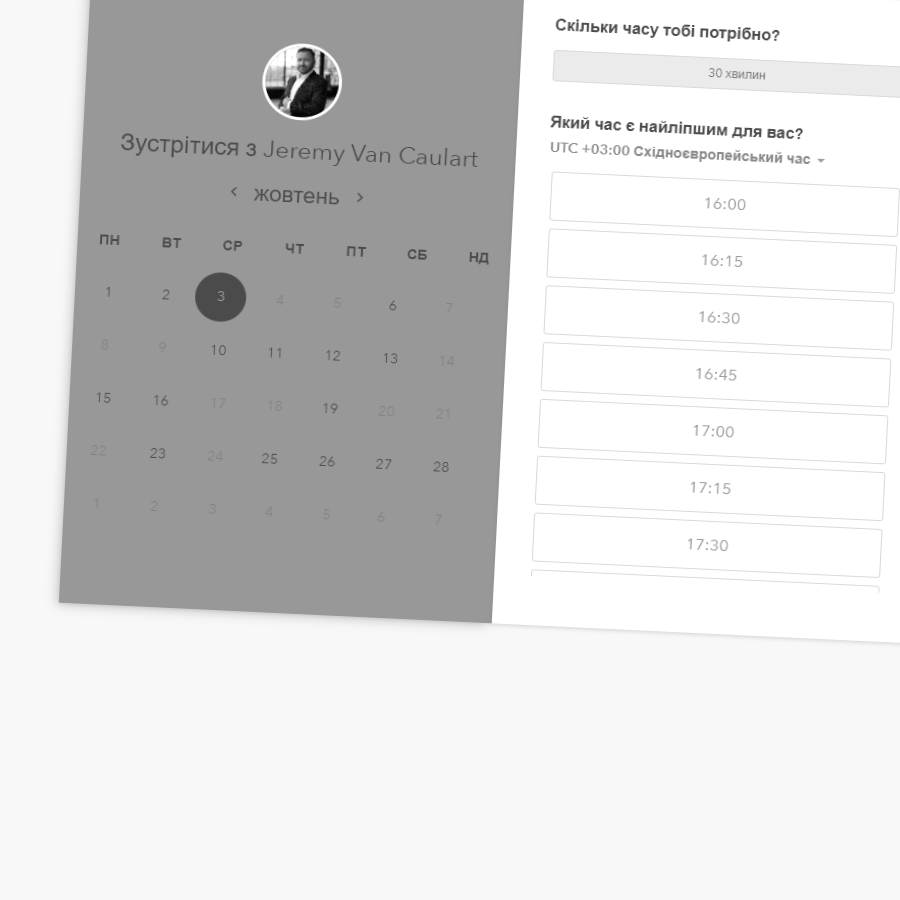 Зустрітися з Jeremy Van Caulart
жовтень
ПН ВТ СР ЧТ ПТ СБ НД
1 2 3 4 5 6 7
8 9 10 11 12 13 14
15 16 17 18 19 20 21
22 23 24 25 26 27 28
1 2 3 4 5 6 7
Скільки часу тобі потрібно?
30 хвилин
Який час є найліпшим для вас?
UTC +03:00 Східноєвропейський час
16:00
16:15
16:30
16:45
17:00
17:15
17:30